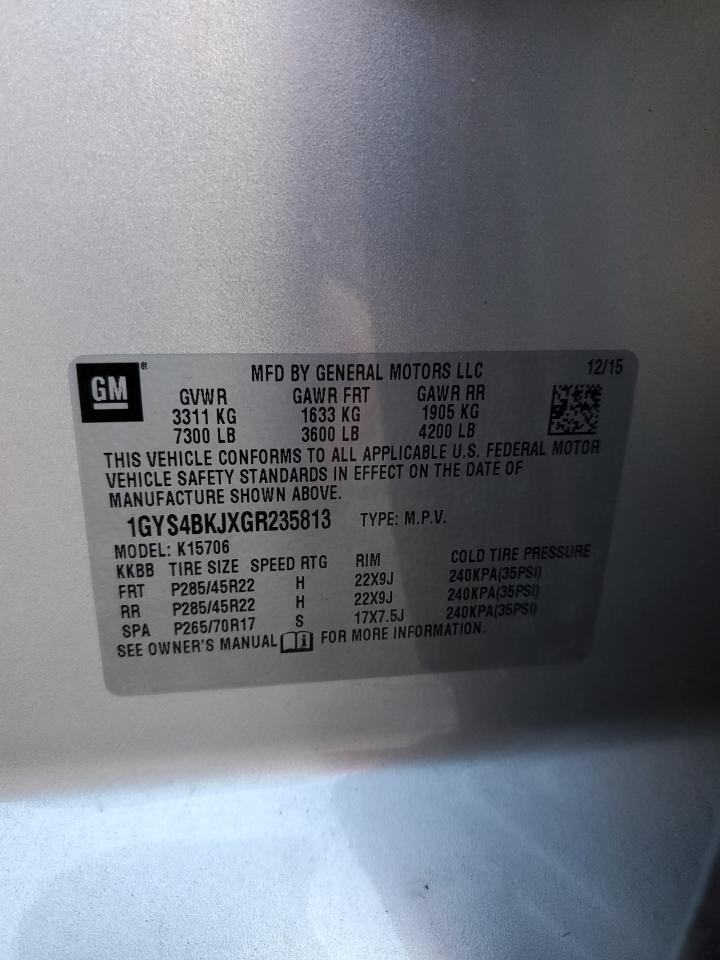 GM ®
MFD BY GENERAL MOTORS LLC 12/15
GVWR GAWR FRT GAWR RR
3311 KG 1633 KG 1905 KG
7300 LB 3600 LB 4200 LB
THIS VEHICLE CONFORMS TO ALL APPLICABLE U.S. FEDERAL MOTOR
VEHICLE SAFETY STANDARDS IN EFFECT ON THE DATE OF
MANUFACTURE SHOWN ABOVE.
1GYS4BKJXGR235813 TYPE: M.P.V.
MODEL: K15706
KKBB TIRE SIZE SPEED RTG RIM COLD TIRE PRESSURE
FRT P285/45R22 H 22X9J 240KPA(35PSI)
RR P285/45R22 H 22X9J 240KPA(35PSI)
SPA P265/70R17 S 17X7.5J 240KPA(35PSI)
SEE OWNER'S MANUAL i FOR MORE INFORMATION.